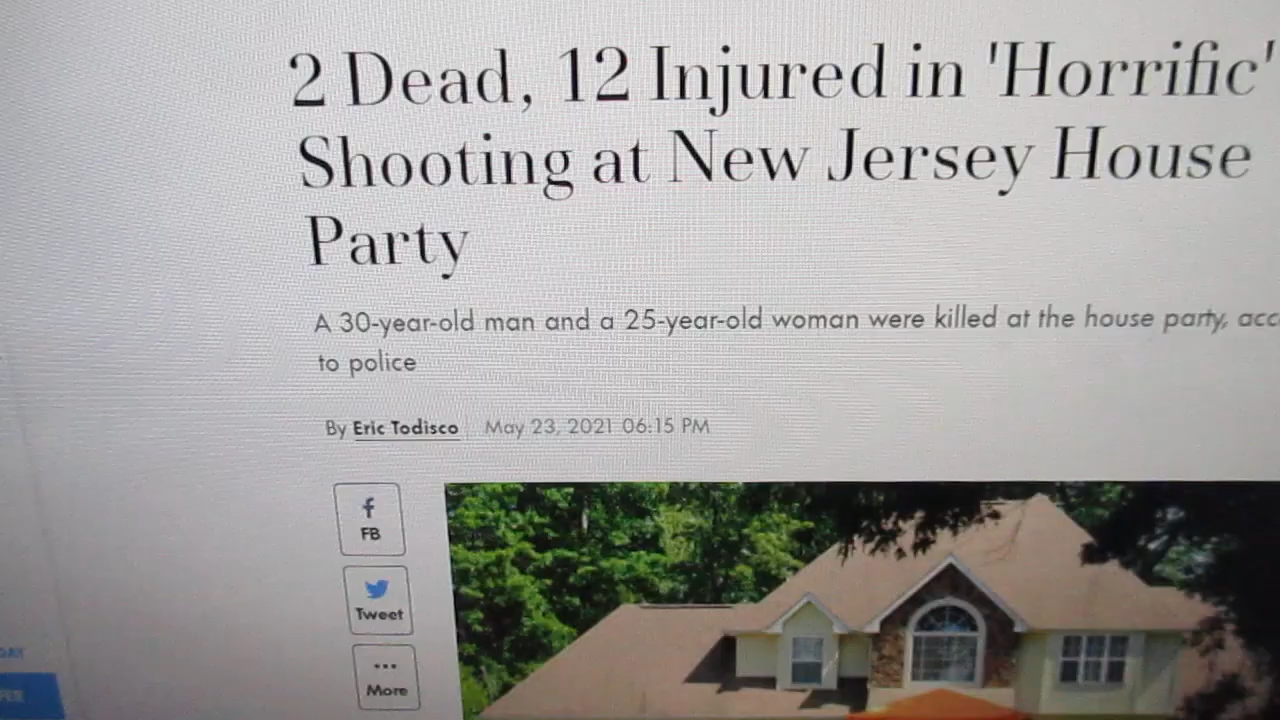 2 Dead, 12 Injured in 'Horrific'
Shooting at New Jersey House
Party
A 30-year-old man and a 25-year-old woman were killed at the house party,
to police
By Eric Todisco May 23, 2021 06:15 PM
FB
Tweet
More